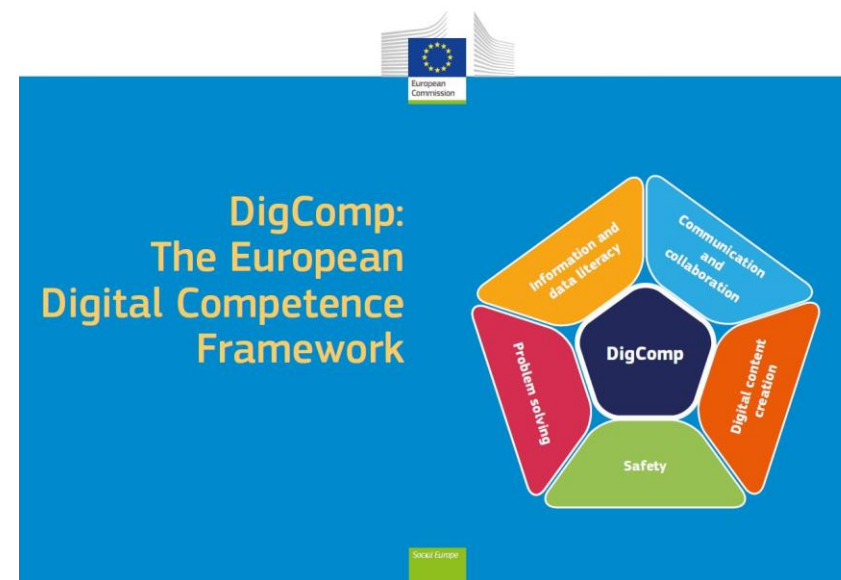 European
Commission
DigComp:
The European
Digital Competence
Framework
Information and
data literacy
Communication
and
collaboration
Problem solving
DigComp
Digital content
creation
Safety
Social Europe